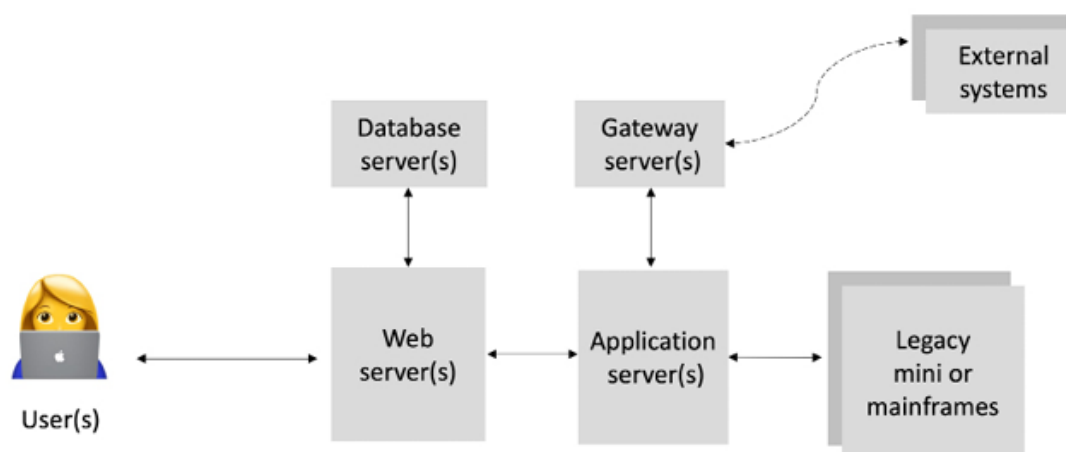 External
systems
Database
server(s)
Gateway
server(s)
Web
server(s)
Application
server(s)
Legacy
mini or
mainframes
User(s)